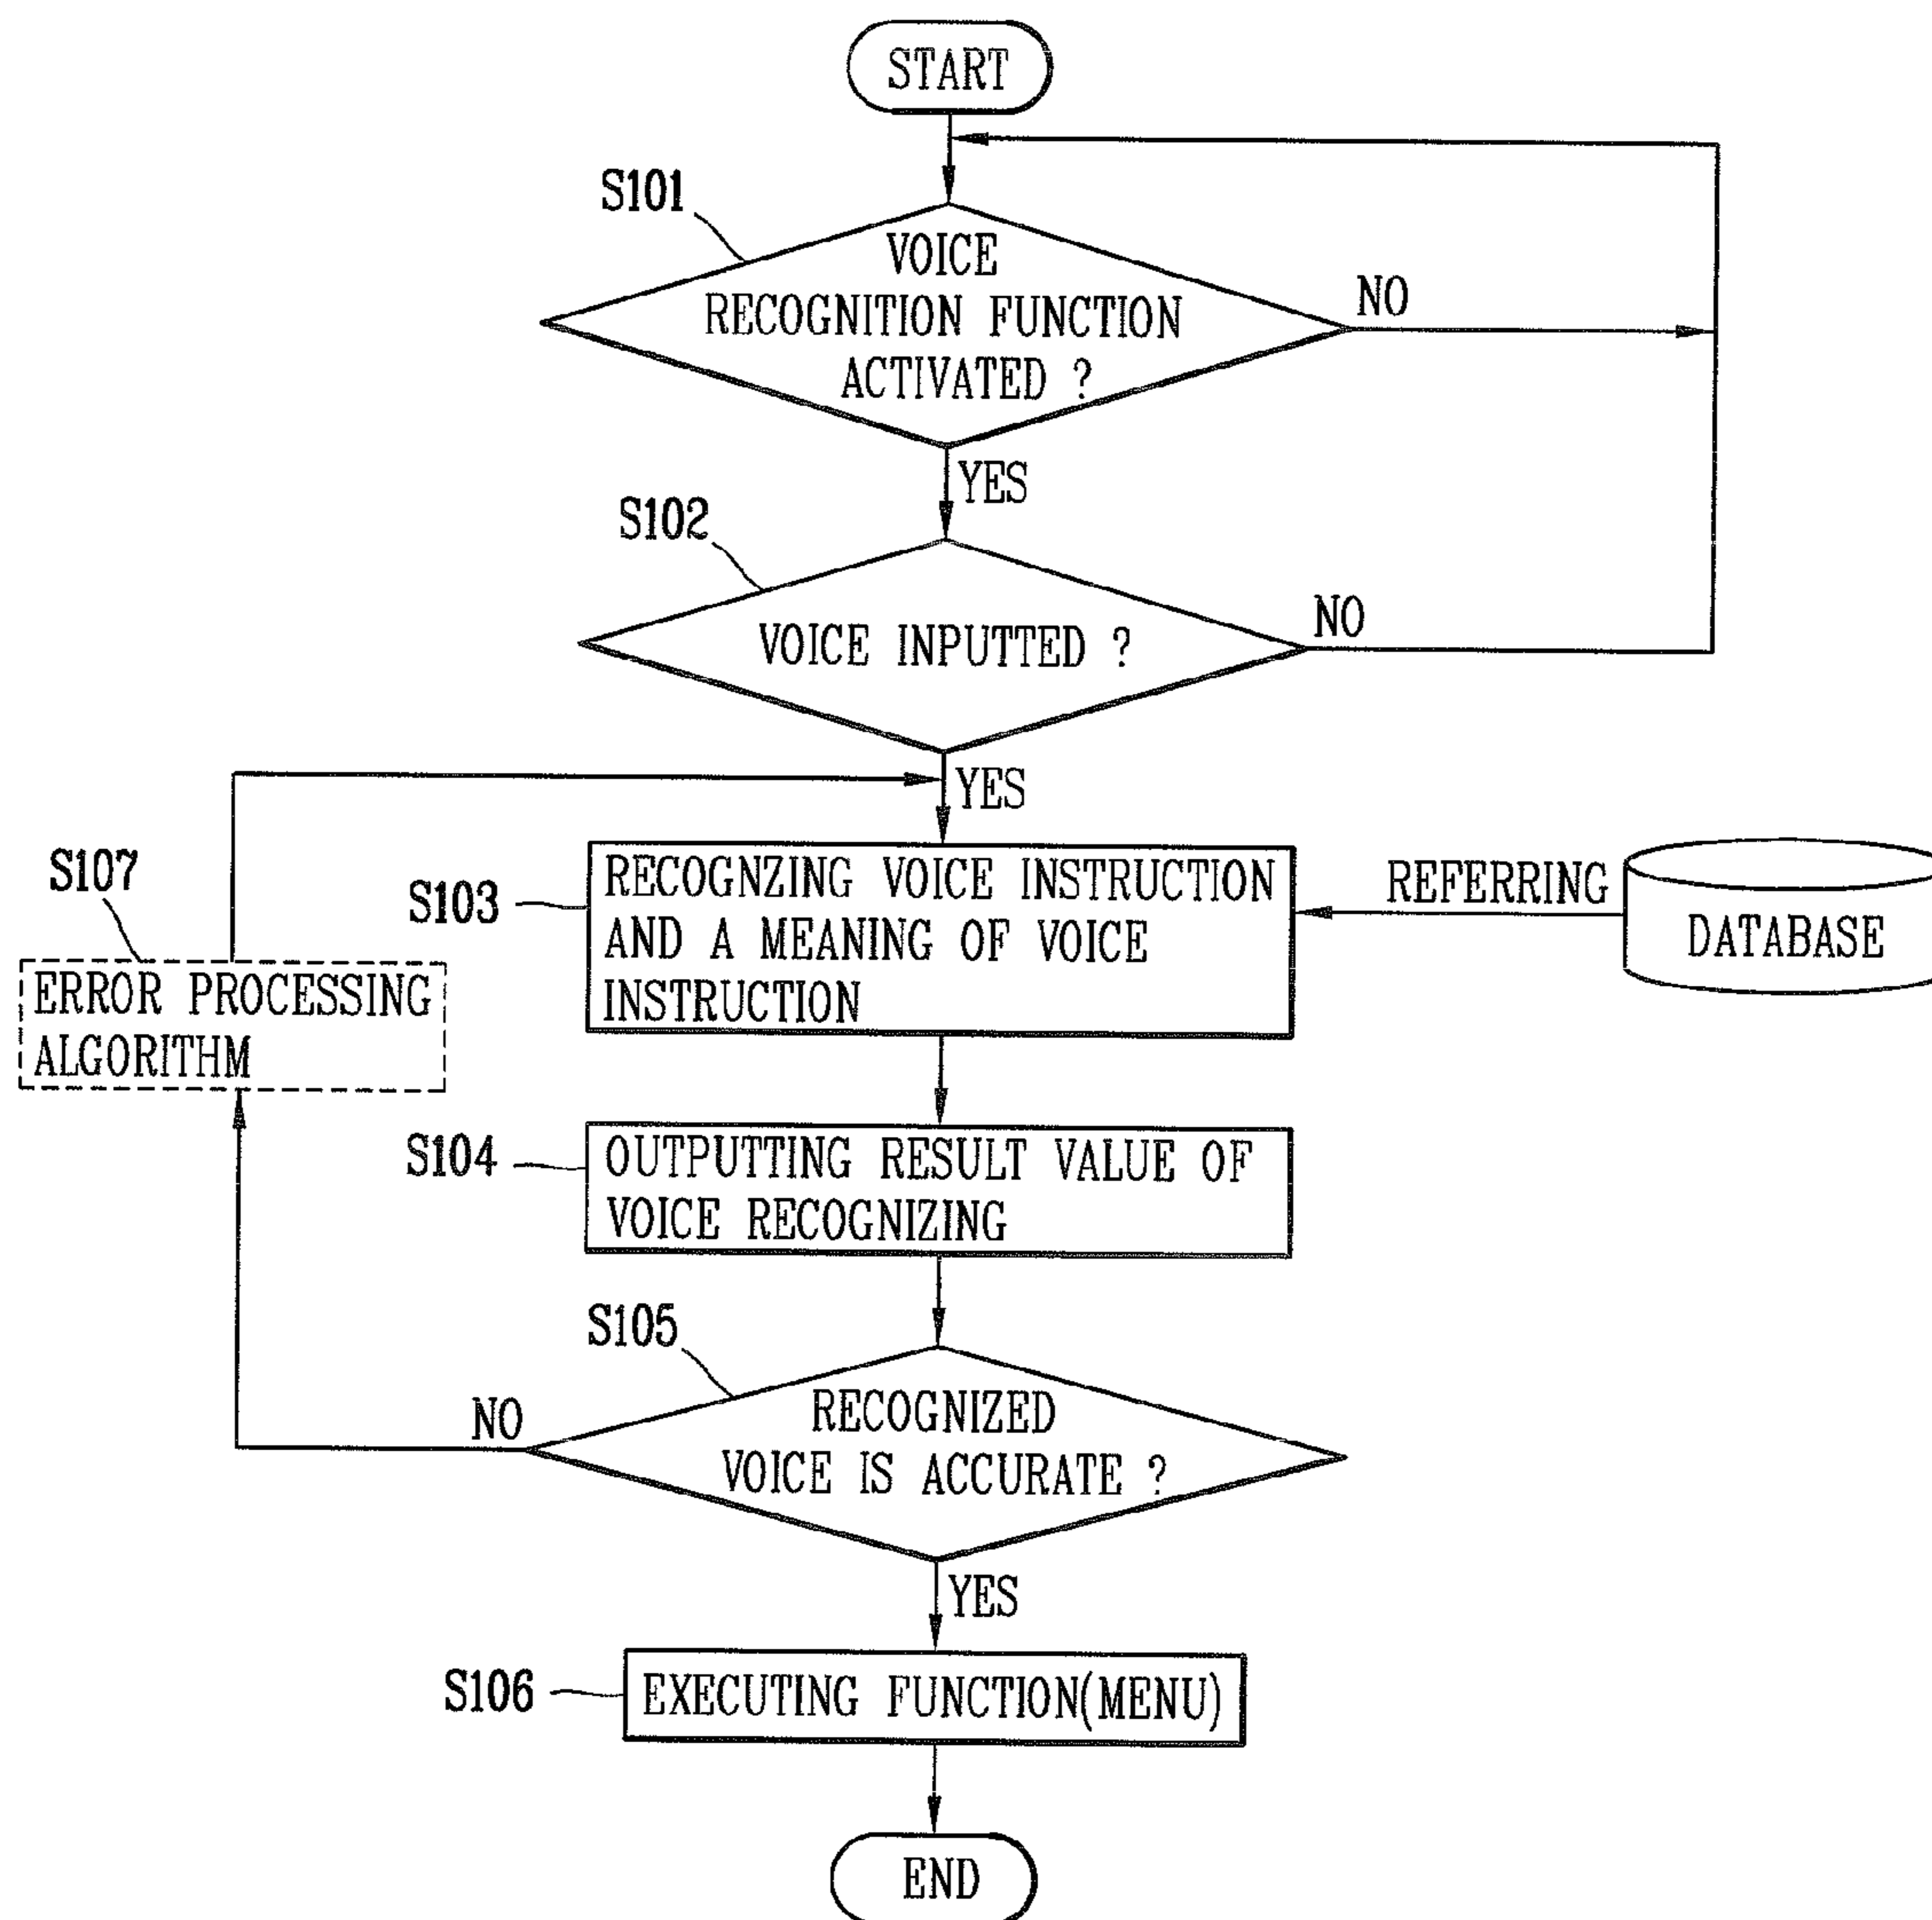 START
S101
VOICE
RECOGNITION FUNCTION
ACTIVATED ?
NO
YES
S102
VOICE INPUTTED ?
NO
YES
S107
ERROR PROCESSING
ALGORITHM
S103
RECOGNZING VOICE INSTRUCTION
AND A MEANING OF VOICE
INSTRUCTION
REFERRING
DATABASE
S104
OUTPUTTING RESULT VALUE OF
VOICE RECOGNIZING
S105
RECOGNIZED
VOICE IS ACCURATE ?
NO
YES
S106
EXECUTING FUNCTION(MENU)
END